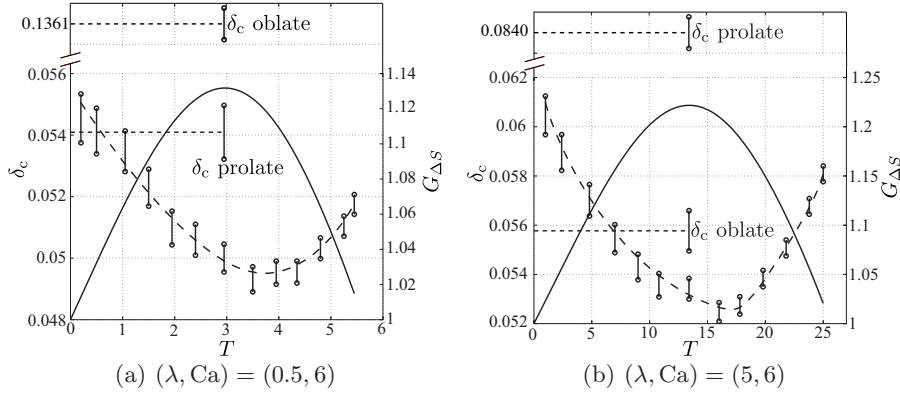 0.1361
δc oblate
0.056
0.054
0.052
0.05
0.048
δc
δc prolate
1.14
1.12
1.1
1.08
1.06
1.04
1.02
1
GΔS
0 1 2 3 4 5 6
T
(a) (λ, Ca) = (0.5, 6)
0.0840
δc prolate
0.062
0.06
0.058
0.056
0.054
0.052
δc
δc oblate
1.25
1.2
1.15
1.1
1.05
1
GΔS
0 5 10 15 20 25
T
(b) (λ, Ca) = (5, 6)